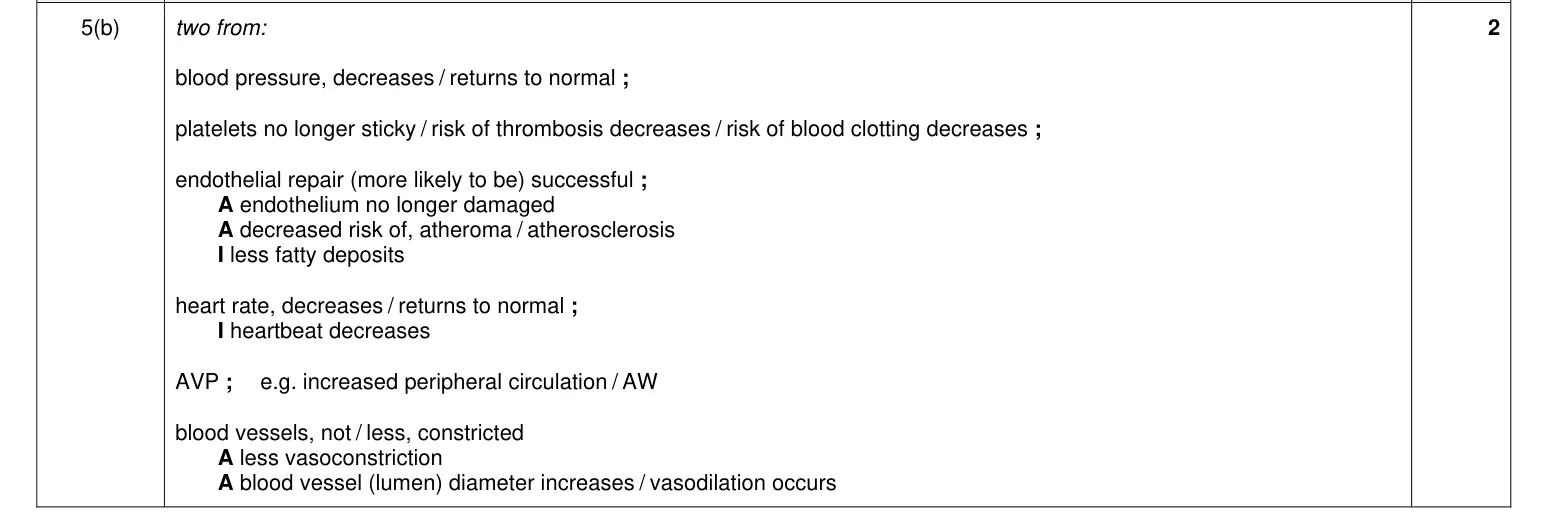 5(b) two from: 2
blood pressure, decreases / returns to normal ;
platelets no longer sticky / risk of thrombosis decreases / risk of blood clotting decreases ;
endothelial repair (more likely to be) successful ;
A endothelium no longer damaged
A decreased risk of, atheroma / atherosclerosis
I less fatty deposits
heart rate, decreases / returns to normal ;
I heartbeat decreases
AVP ; e.g. increased peripheral circulation / AW
blood vessels, not / less, constricted
A less vasoconstriction
A blood vessel (lumen) diameter increases / vasodilation occurs